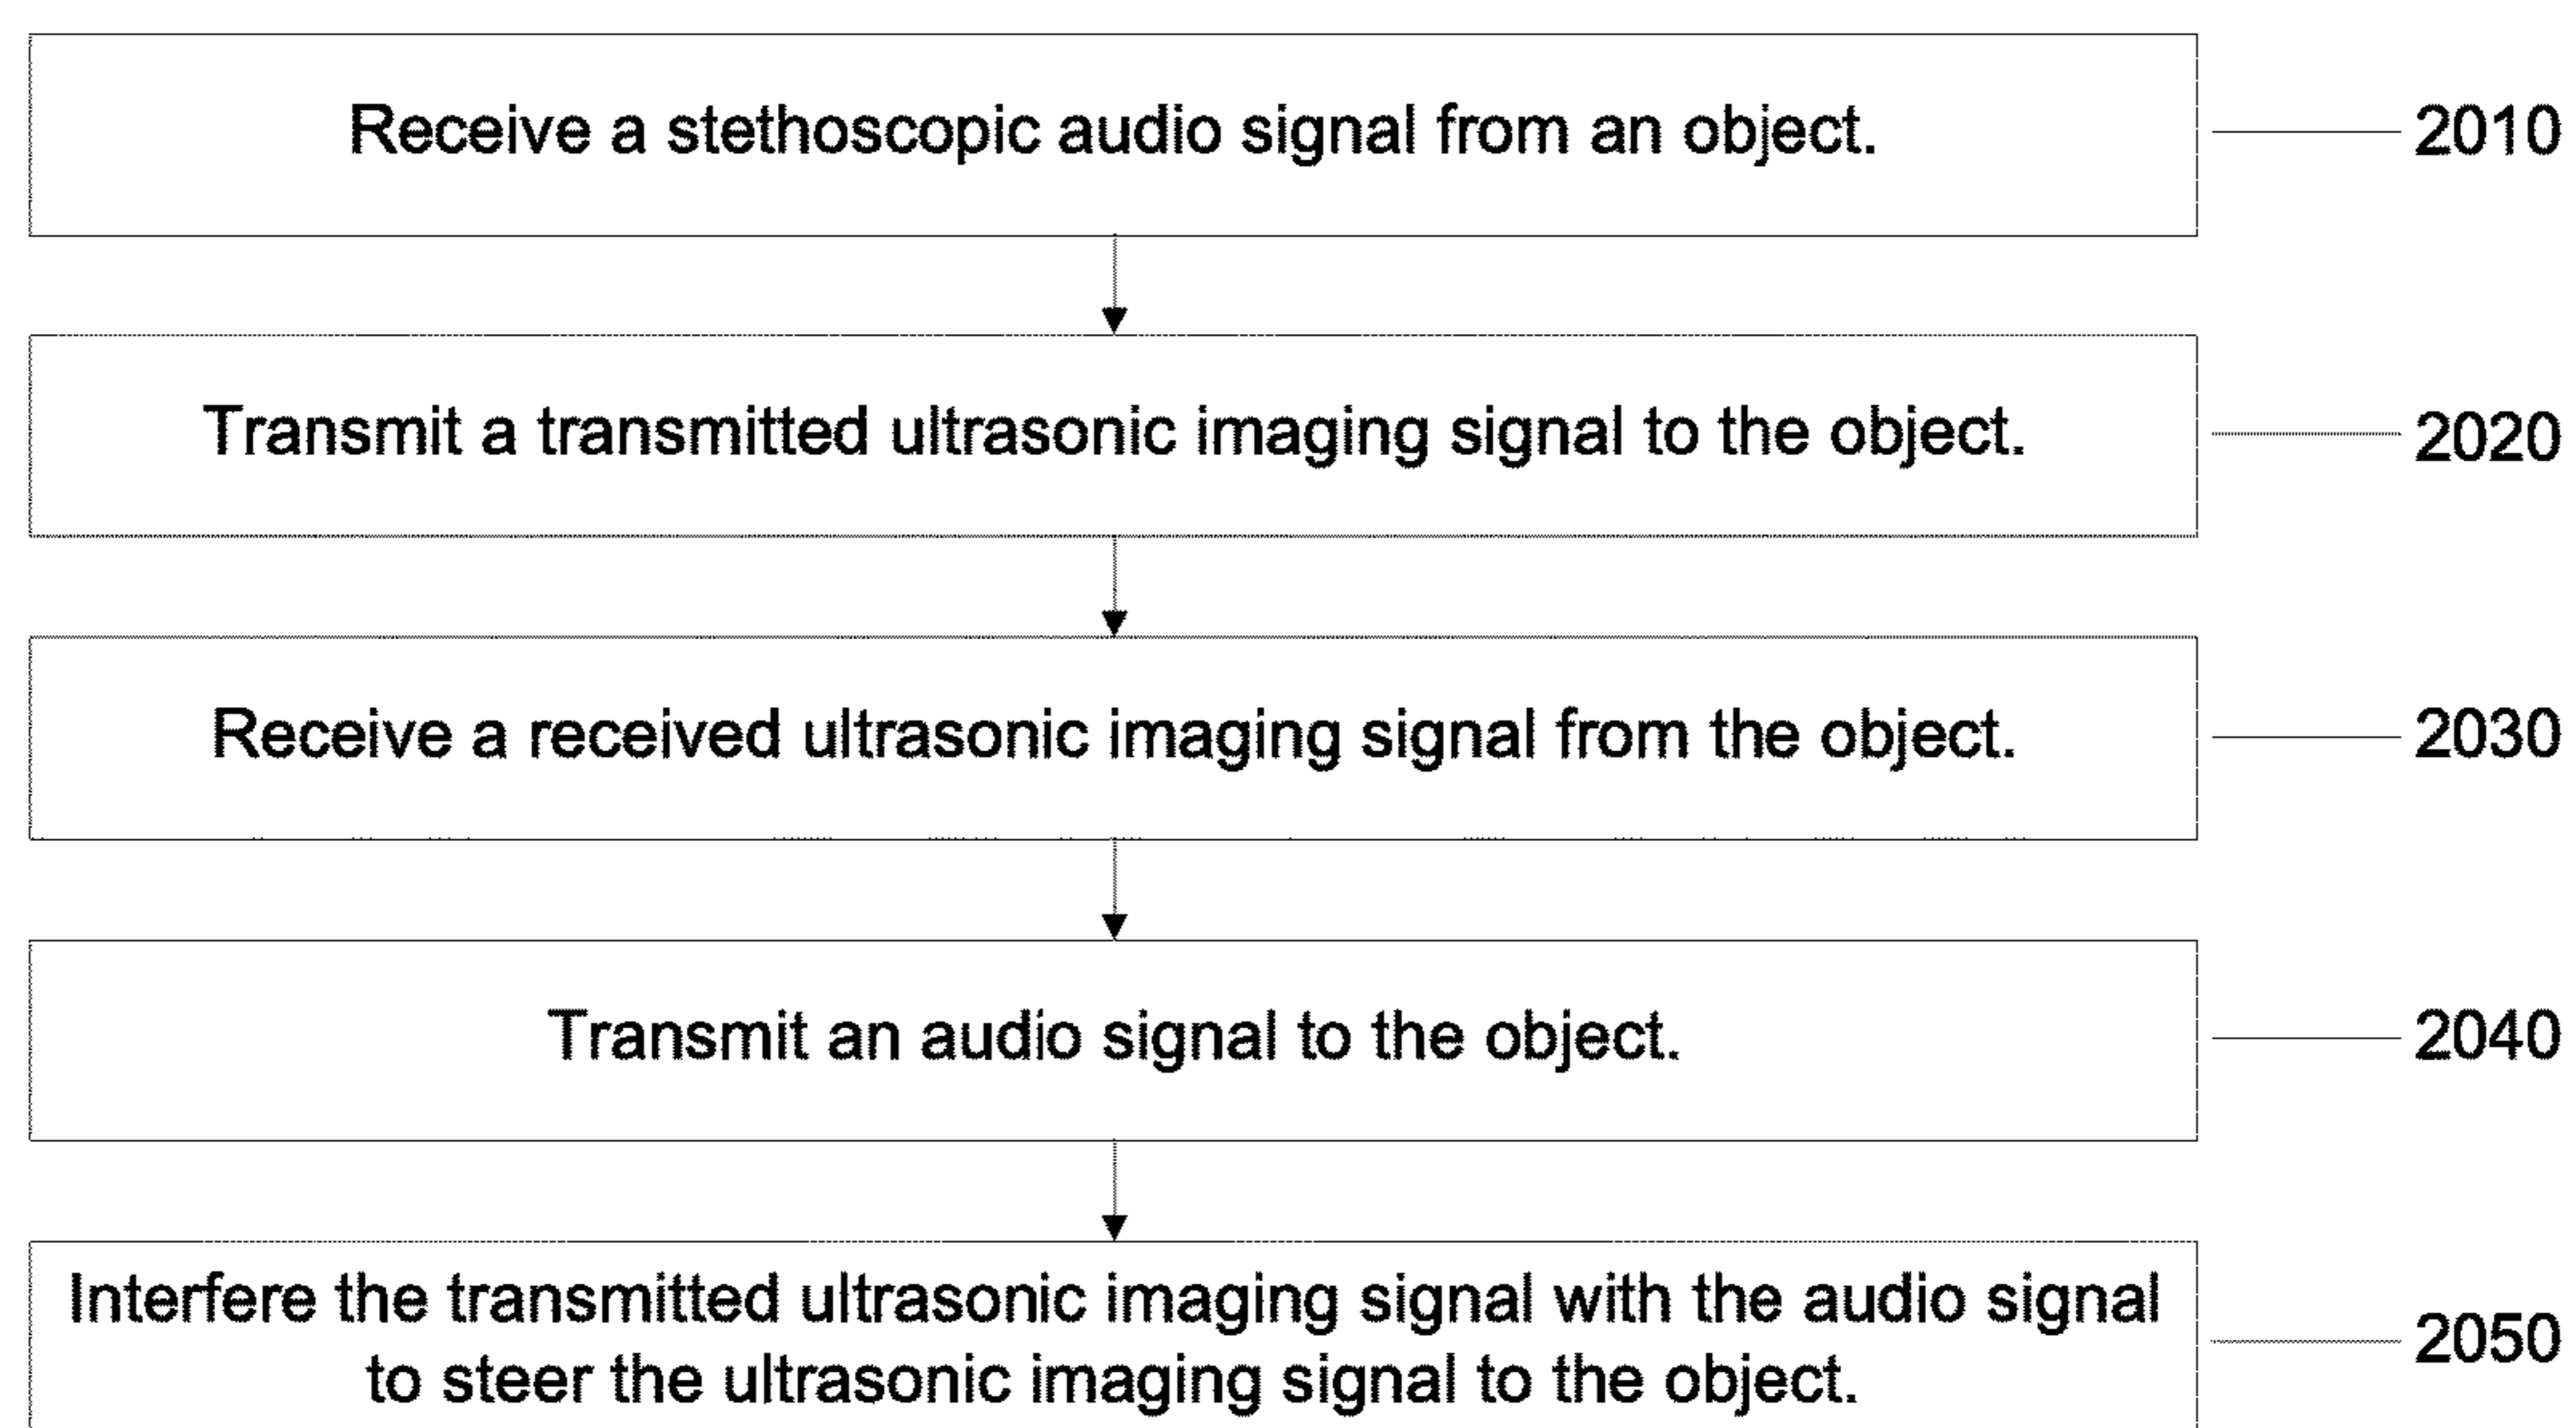 Receive a stethoscopic audio signal from an object.
2010
Transmit a transmitted ultrasonic imaging signal to the object.
2020
Receive a received ultrasonic imaging signal from the object.
2030
Transmit an audio signal to the object.
2040
Interfere the transmitted ultrasonic imaging signal with the audio signal
to steer the ultrasonic imaging signal to the object.
2050